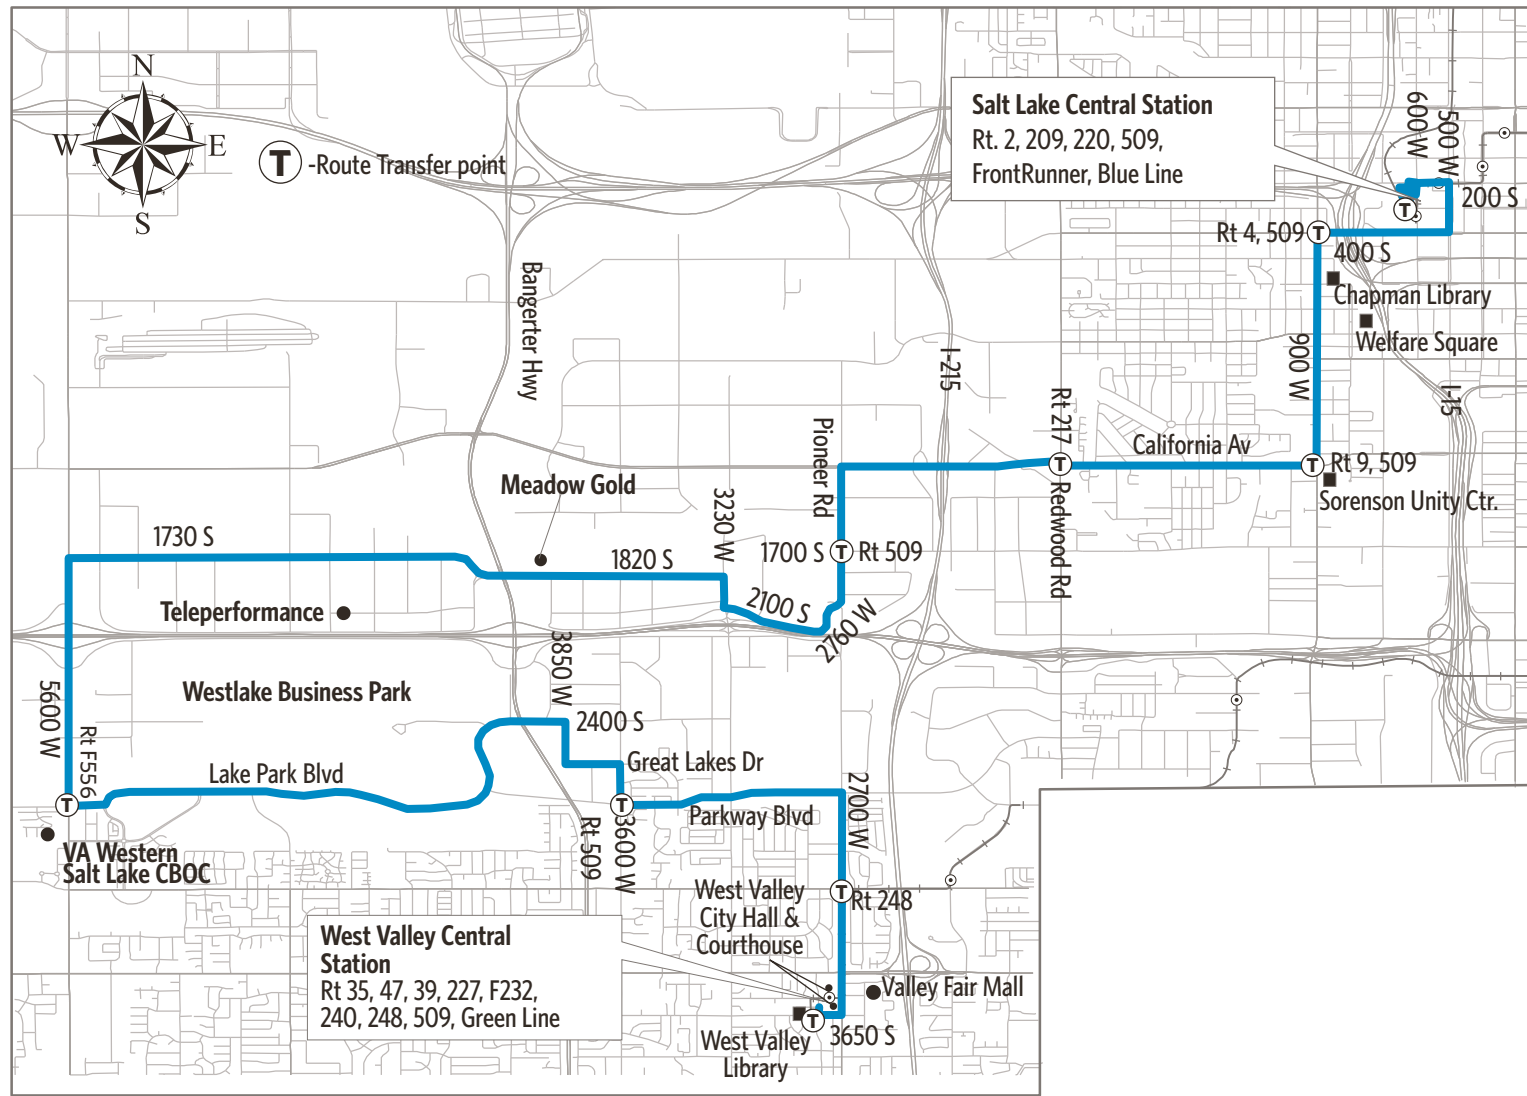 N
W
E
S
T
-Route Transfer point
Salt Lake Central Station
Rt. 2, 209, 220, 509,
FrontRunner, Blue Line
600 W
500 W
200 S
T
Rt 4, 509
T
400 S
Chapman Library
Welfare Square
900 W
I-15
Bangerter Hwy
I-215
Rt 217
T
Redwood Rd
California Av
T
Rt 9, 509
Sorenson Unity Ctr.
Pioneer Rd
Meadow Gold
3230 W
1730 S
1820 S
1700 S
T
Rt 509
2100 S
2760 W
Teleperformance
3850 W
5600 W
Westlake Business Park
2400 S
Rt F556
Lake Park Blvd
Great Lakes Dr
T
T
Parkway Blvd
2700 W
Rt 509
3600 W
VA Western
Salt Lake CBOC
West Valley
City Hall &
Courthouse
T
Rt 248
West Valley Central
Station
Rt 35, 47, 39, 227, F232,
240, 248, 509, Green Line
Valley Fair Mall
T
3650 S
West Valley
Library